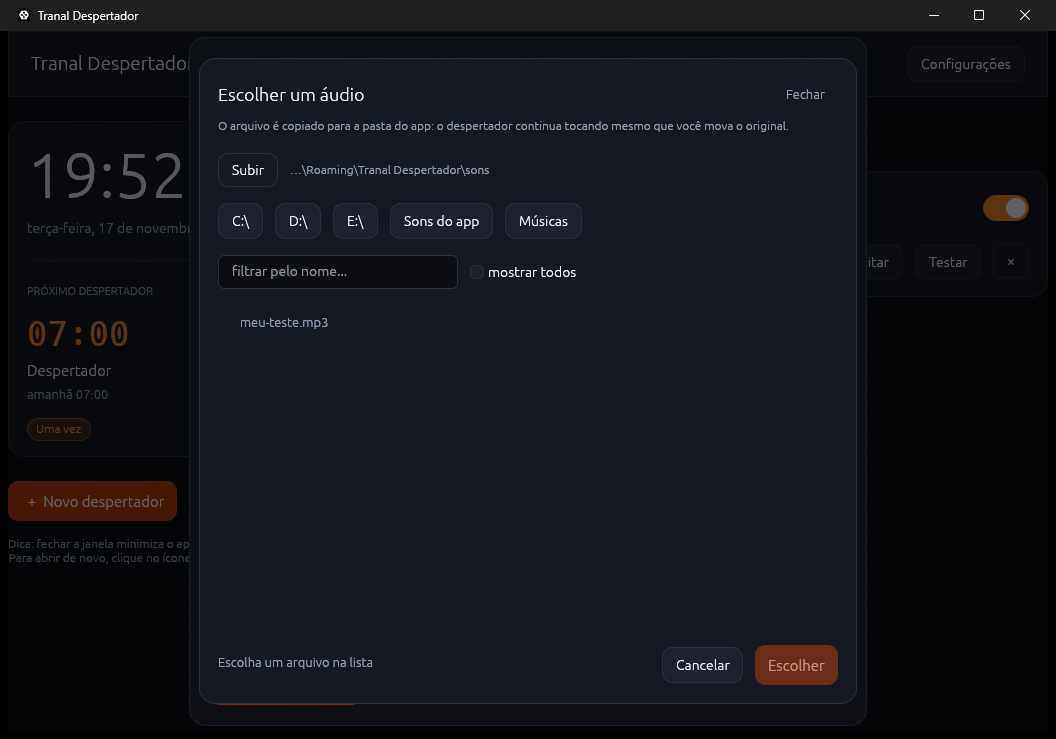 Tranal Despertador
Tranal Despertador
Configurações
Escolher um áudio
Fechar
O arquivo é copiado para a pasta do app: o despertador continua tocando mesmo que você mova o original.
Subir
...\Roaming\Tranal Despertador\sons
C:\
D:\
E:\
Sons do app
Músicas
filtrar pelo nome...
mostrar todos
meu-teste.mp3
Escolha um arquivo na lista
Cancelar
Escolher
19:52
terça-feira, 17 de novembr
PRÓXIMO DESPERTADOR
07:00
Despertador
amanhã 07:00
Uma vez
+ Novo despertador
Dica: fechar a janela minimiza o ap
Para abrir de novo, clique no ícone
itar
Testar
×